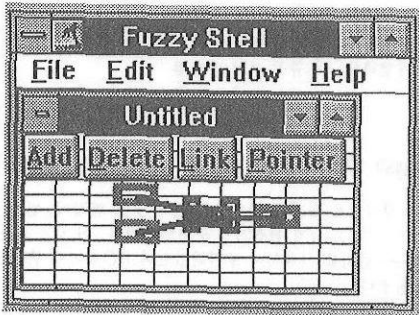 Fuzzy Shell
File Edit Window Help
Untitled
Add Delete Link Pointer